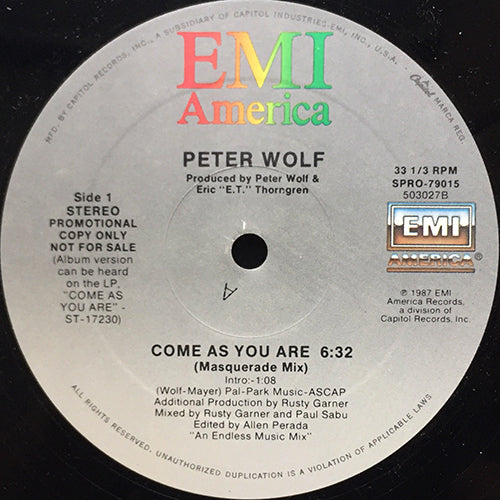 MFD. BY CAPITOL RECORDS, INC., A SUBSIDIARY OF CAPITOL INDUSTRIES-EMI, INC., U.S.A.
Capitol MARCA REG.
EMI
America
PETER WOLF
Produced by Peter Wolf &
Eric "E.T." Thorngren
33 1/3 RPM
SPRO-79015
503027B
Side 1
STEREO
PROMOTIONAL
COPY ONLY
NOT FOR SALE
(Album version
can be heard
on the LP,
"COME AS
YOU ARE" -
ST-17230)
EMI
AMERICA
®
℗ 1987 EMI
America Records,
a division of
Capitol Records, Inc.
A
COME AS YOU ARE 6:32
(Masquerade Mix)
Intro:-1:08
(Wolf-Mayer) Pal-Park Music-ASCAP
Additional Production by Rusty Garner
Mixed by Rusty Garner and Paul Sabu
Edited by Allen Perada
"An Endless Music Mix"
ALL RIGHTS RESERVED. UNAUTHORIZED DUPLICATION IS A VIOLATION OF APPLICABLE LAWS